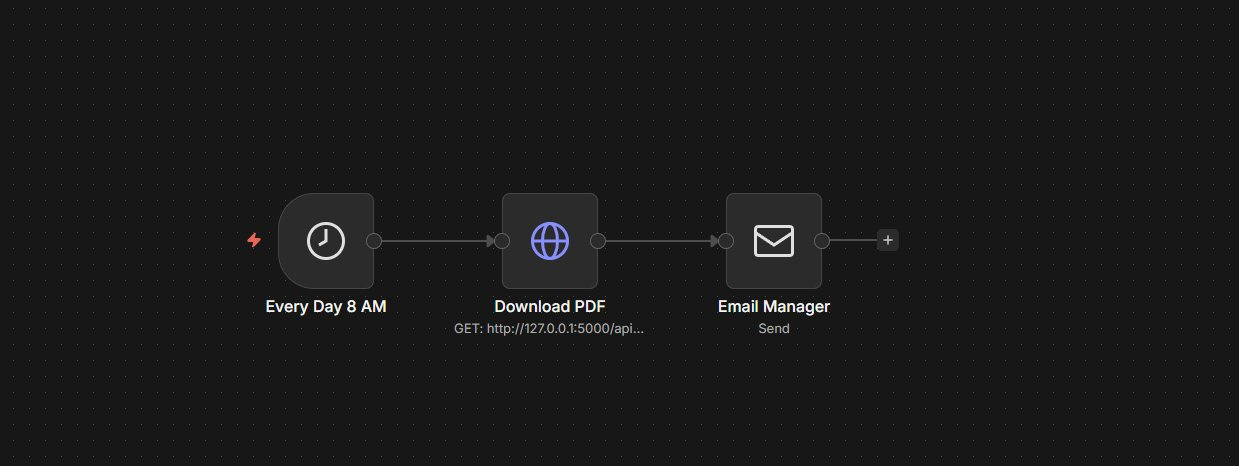 Every Day 8 AM
Download PDF
GET: http://127.0.0.1:5000/api...
Email Manager
Send